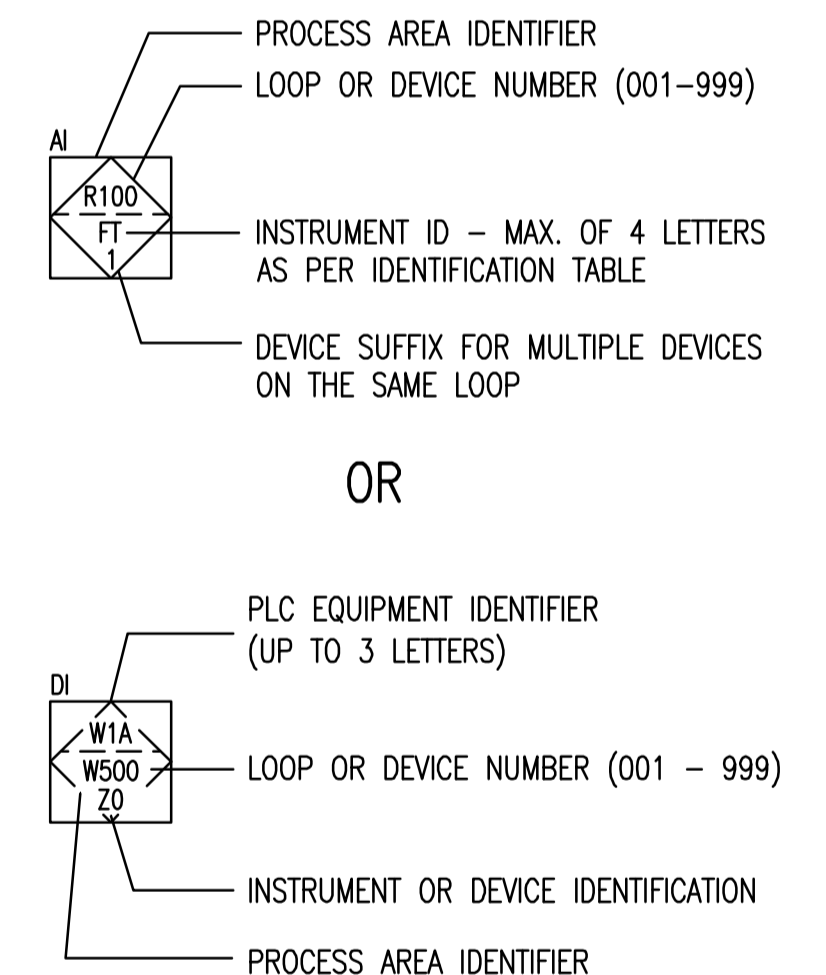 PROCESS AREA IDENTIFIER
LOOP OR DEVICE NUMBER (001-999)
AI
R100
FT
1
INSTRUMENT ID - MAX. OF 4 LETTERS
AS PER IDENTIFICATION TABLE
DEVICE SUFFIX FOR MULTIPLE DEVICES
ON THE SAME LOOP
OR
PLC EQUIPMENT IDENTIFIER
(UP TO 3 LETTERS)
DI
W1A
W500
ZO
LOOP OR DEVICE NUMBER (001 - 999)
INSTRUMENT OR DEVICE IDENTIFICATION
PROCESS AREA IDENTIFIER